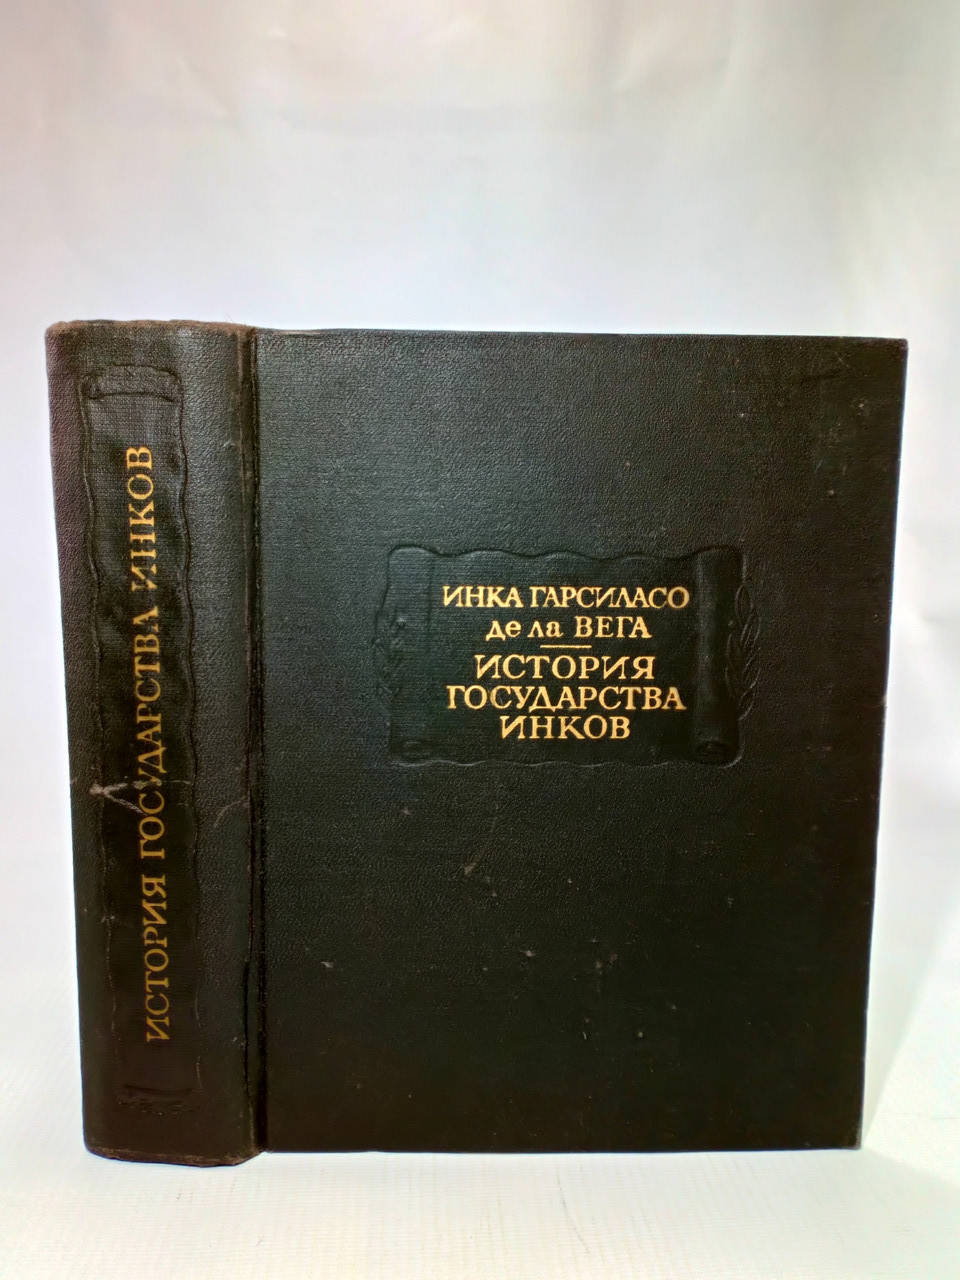 ИСТОРИЯ ГОСУДАРСТВА ИНКОВ
ИНКА ГАРСИЛАСО
де ла ВЕГА
ИСТОРИЯ
ГОСУДАРСТВА
ИНКОВ